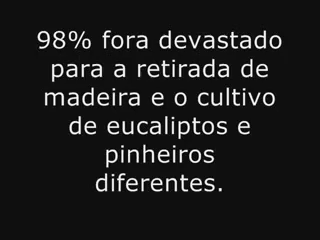 98% fora devastado
para a retirada de
madeira e o cultivo
de eucaliptos e
pinheiros
diferentes.